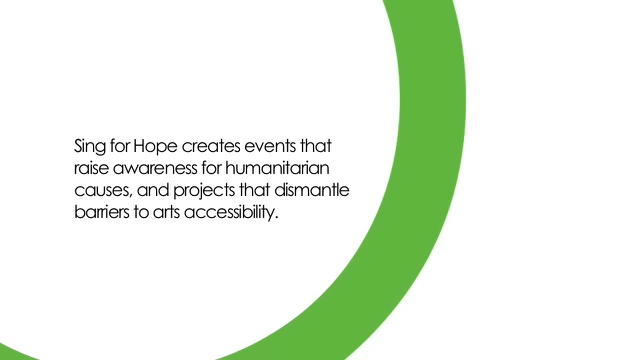 Sing for Hope creates events that
raise awareness for humanitarian
causes, and projects that dismantle
barriers to arts accessibility.